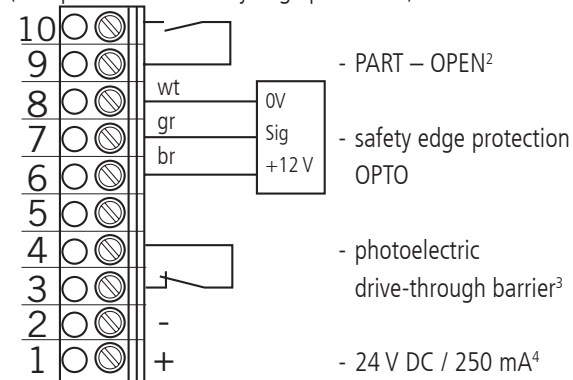 10
9 - PART – OPEN²
8 wt 0V
7 gr Sig - safety edge protection
6 br +12 V OPTO
5
4 - photoelectric
3 drive-through barrier³
2 -
1 + - 24 V DC / 250 mA⁴